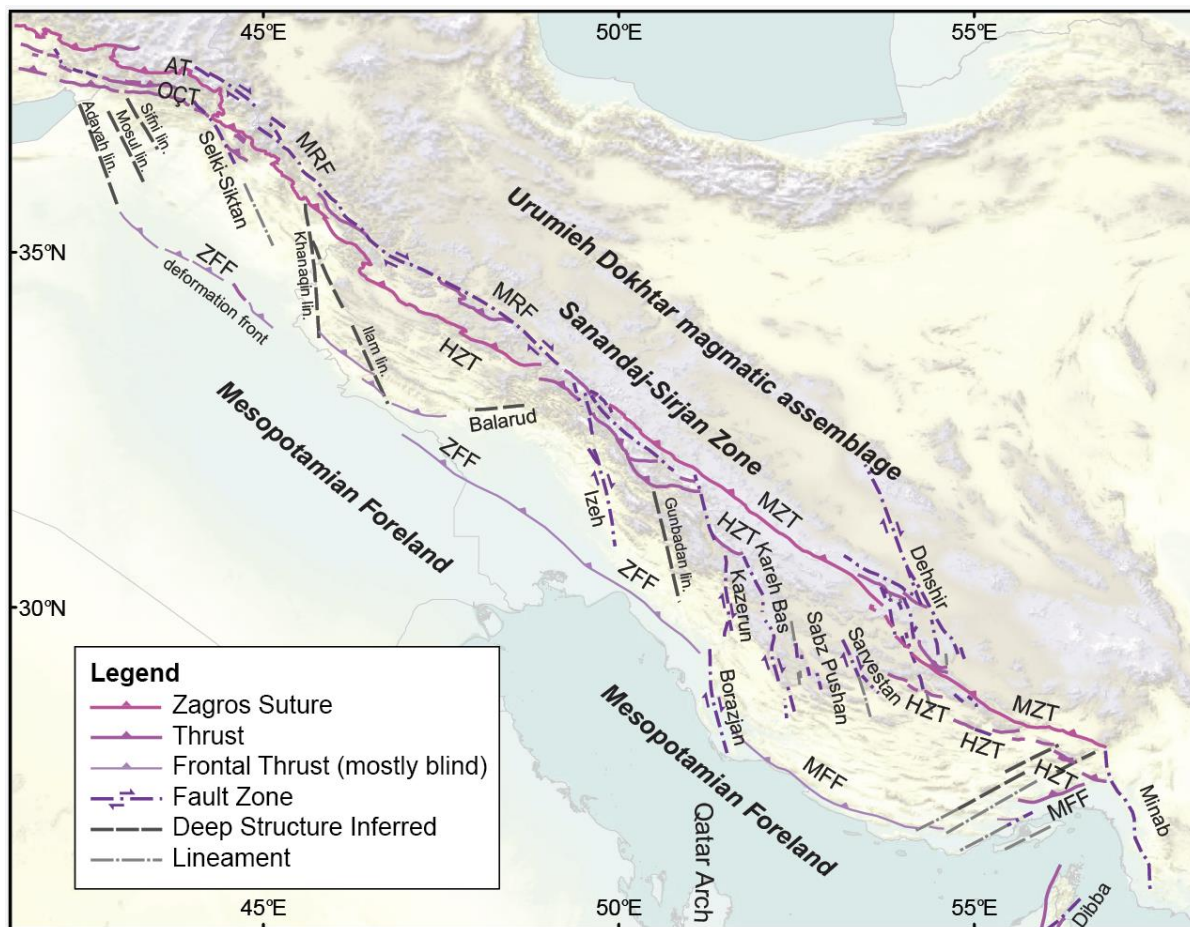 45°E
50°E
55°E
AT
OÇT
Adayah lin.
Mosul lin.
Sifni lin.
Selki-Siktan
MRF
Urumieh Dokhtar magmatic assemblage
35°N
ZFF
deformation front
Khanaqin lin.
Ilam lin.
MRF
Sanandaj-Sirjan Zone
HZT
Mesopotamian Foreland
Balarud
ZFF
Izeh
Gunbadan lin.
MZT
HZT
Dehshir
30°N
ZFF
Kazerun
Kareh Bas
Sabz Pushan
Sarvestan
Borazjan
HZT
MZT
HZT
HZT
Mesopotamian Foreland
MFF
MFF
Minab
Qatar Arch
Dibba
Legend
Zagros Suture
Thrust
Frontal Thrust (mostly blind)
Fault Zone
Deep Structure Inferred
Lineament
45°E
50°E
55°E